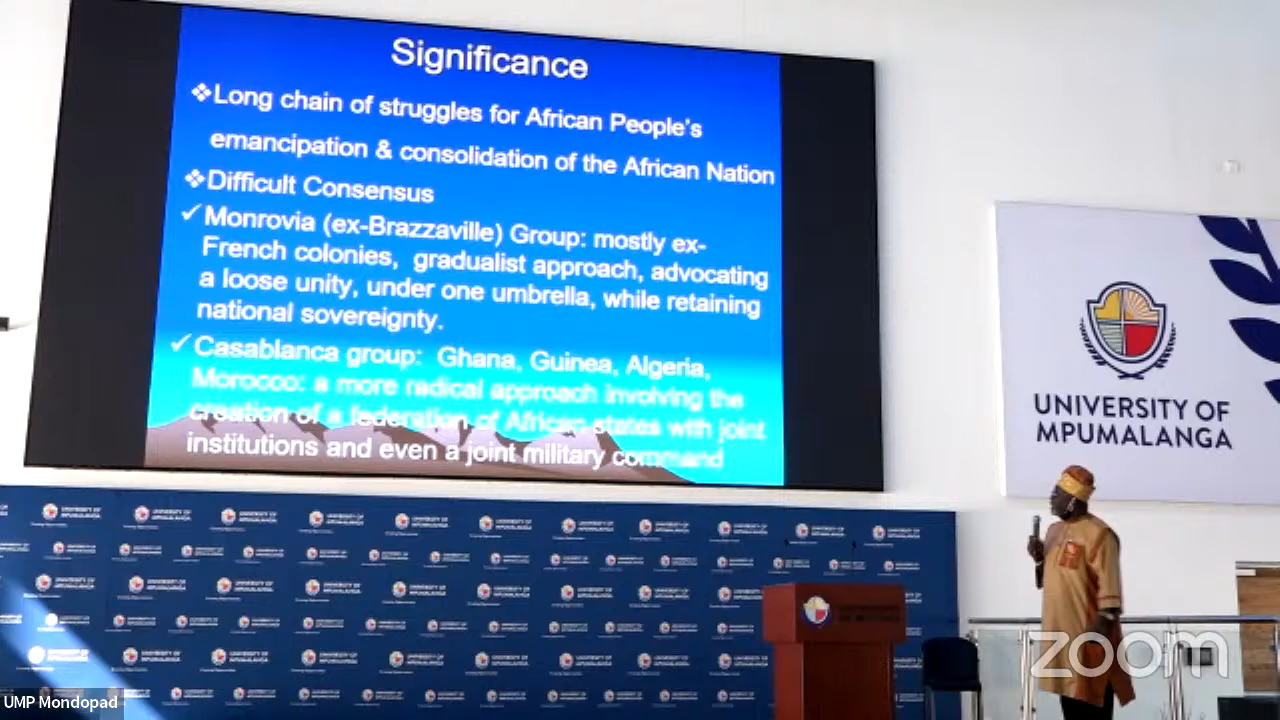 Significance
❖Long chain of struggles for African People's
emancipation & consolidation of the African Nation
❖Difficult Consensus
✓Monrovia (ex-Brazzaville) Group: mostly ex-
French colonies, gradualist approach, advocating
a loose unity, under one umbrella, while retaining
national sovereignty.
✓Casablanca group: Ghana, Guinea, Algeria,
Morocco: a more radical approach involving the
creation of a federation of African states with joint
institutions and even a joint military command
UNIVERSITY OF
MPUMALANGA
zoom
UMP Mondopad